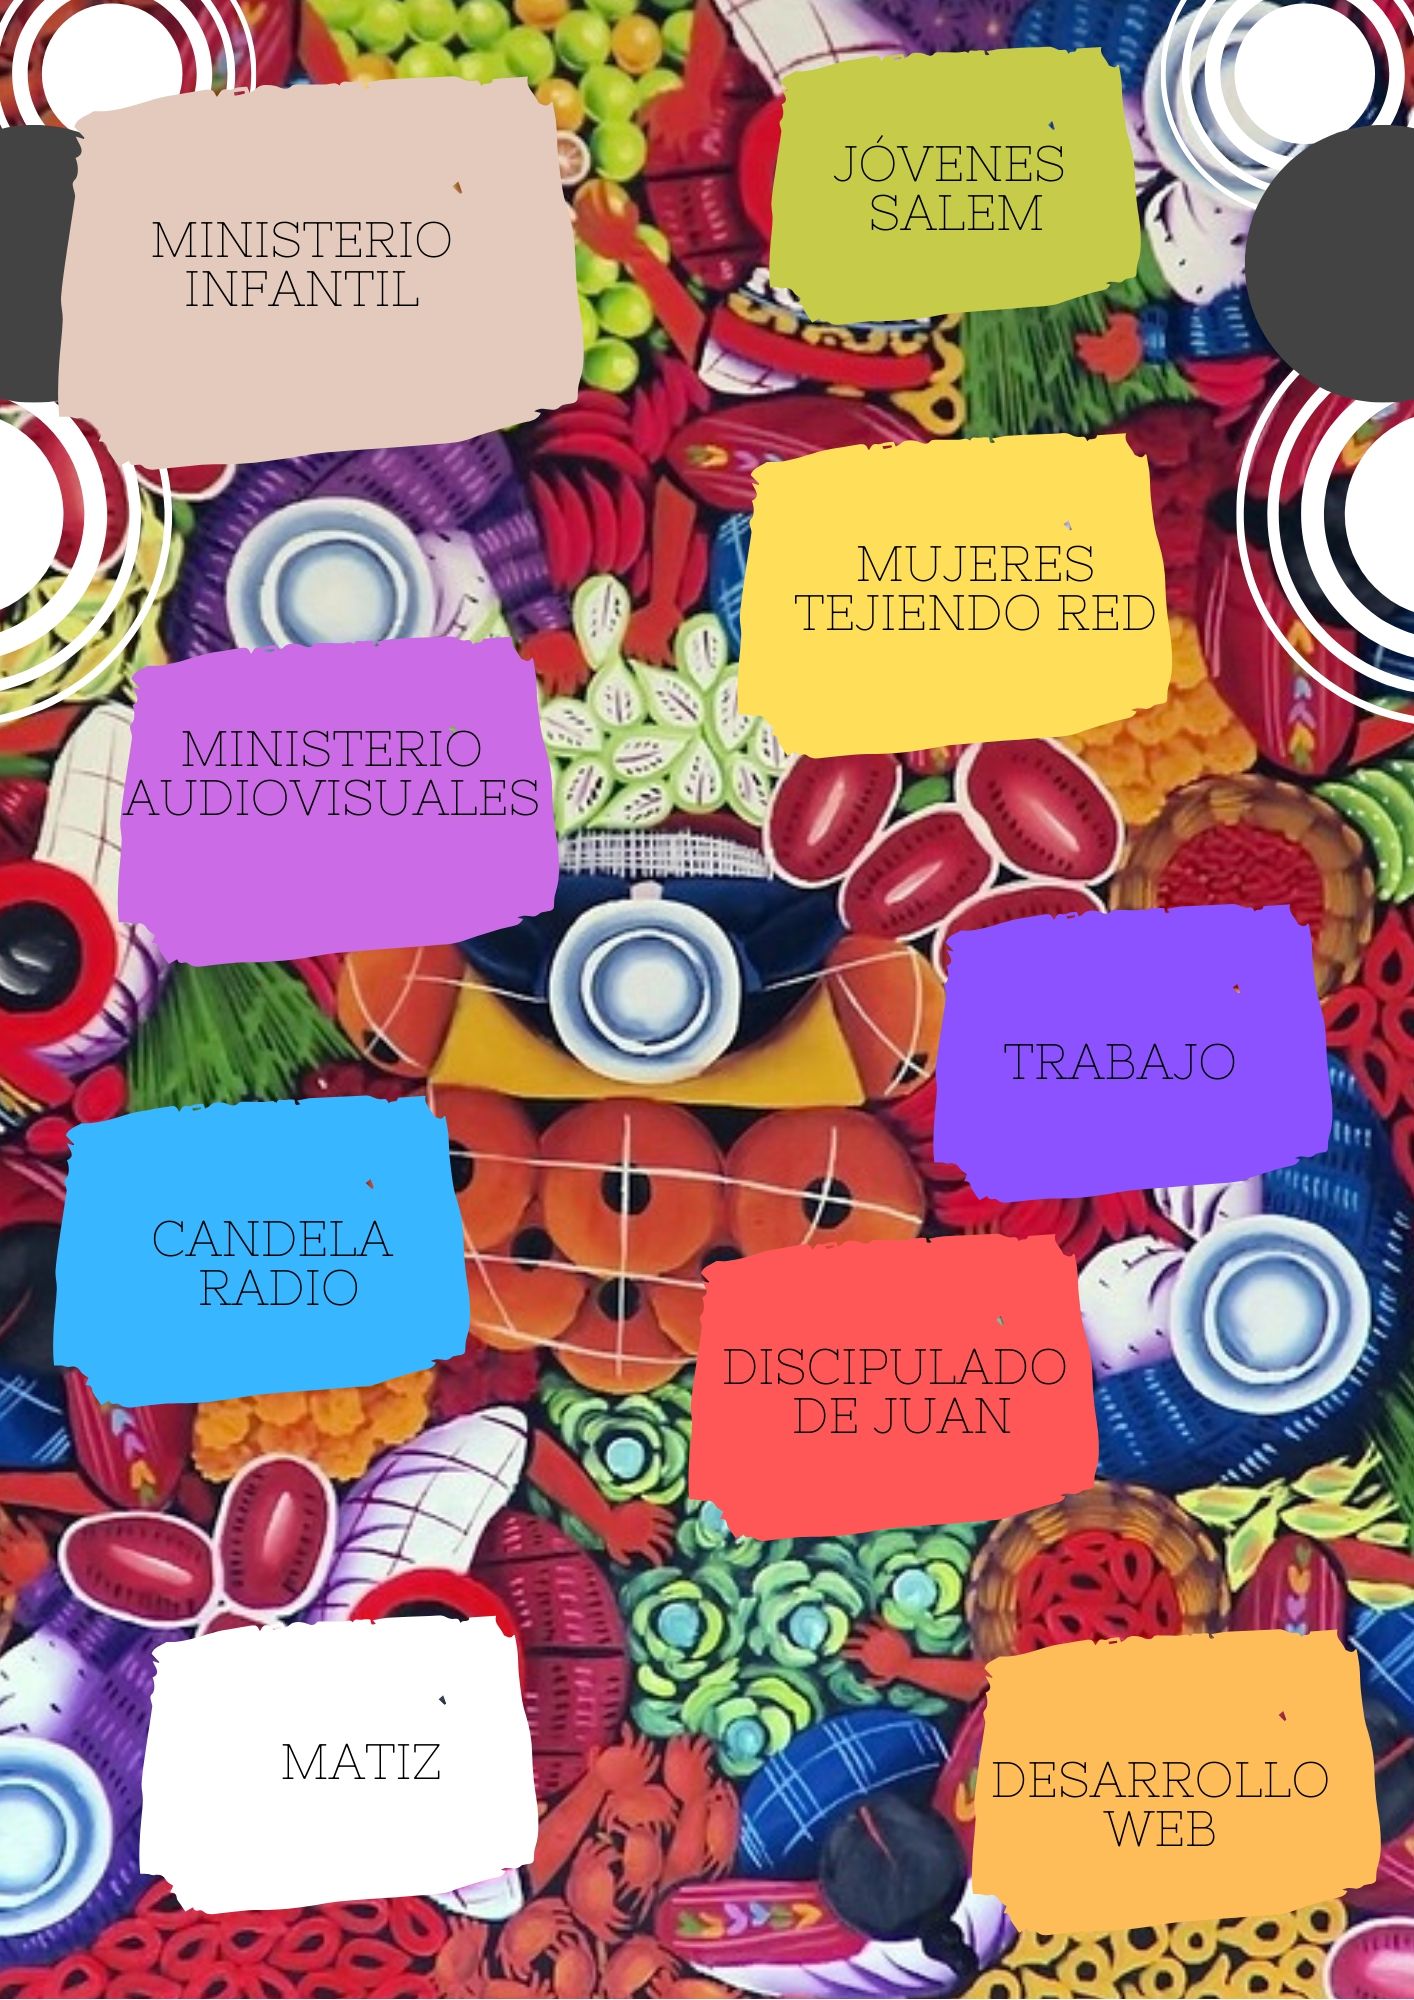 MINISTERIO
INFANTIL
JÓVENES
SALEM
MUJERES
TEJIENDO RED
MINISTERIO
AUDIOVISUALES
TRABAJO
CANDELA
RADIO
DISCIPULADO
DE JUAN
MATIZ
DESARROLLO
WEB